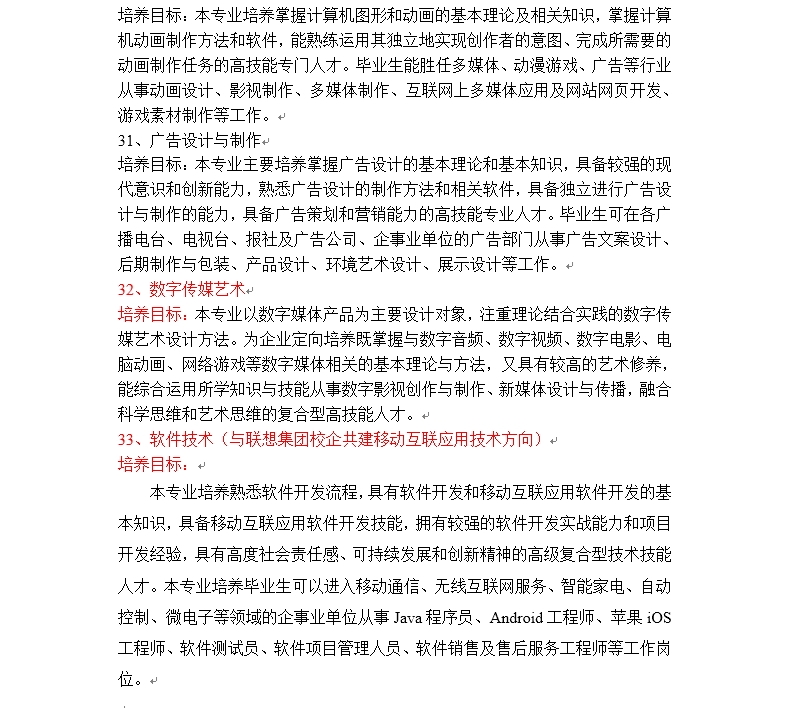 培养目标：本专业培养掌握计算机图形和动画的基本理论及相关知识，掌握计算
机动画制作方法和软件，能熟练运用其独立地实现创作者的意图、完成所需要的
动画制作任务的高技能专门人才。毕业生能胜任多媒体、动漫游戏、广告等行业
从事动画设计、影视制作、多媒体制作、互联网上多媒体应用及网站网页开发、
游戏素材制作等工作。
31、广告设计与制作
培养目标：本专业主要培养掌握广告设计的基本理论和基本知识，具备较强的现
代意识和创新能力，熟悉广告设计的制作方法和相关软件，具备独立进行广告设
计与制作的能力，具备广告策划和营销能力的高技能专业人才。毕业生可在各广
播电台、电视台、报社及广告公司、企事业单位的广告部门从事广告文案设计、
后期制作与包装、产品设计、环境艺术设计、展示设计等工作。
32、数字传媒艺术
培养目标：本专业以数字媒体产品为主要设计对象，注重理论结合实践的数字传
媒艺术设计方法。为企业定向培养既掌握与数字音频、数字视频、数字电影、电
脑动画、网络游戏等数字媒体相关的基本理论与方法，又具有较高的艺术修养，
能综合运用所学知识与技能从事数字影视创作与制作、新媒体设计与传播，融合
科学思维和艺术思维的复合型高技能人才。
33、软件技术（与联想集团校企共建移动互联应用技术方向）
培养目标：
本专业培养熟悉软件开发流程，具有软件开发和移动互联应用软件开发的基
本知识，具备移动互联应用软件开发技能，拥有较强的软件开发实战能力和项目
开发经验，具有高度社会责任感、可持续发展和创新精神的高级复合型技术技能
人才。本专业培养毕业生可以进入移动通信、无线互联网服务、智能家电、自动
控制、微电子等领域的企事业单位从事 Java 程序员、Android 工程师、苹果 iOS
工程师、软件测试员、软件项目管理人员、软件销售及售后服务工程师等工作岗
位。